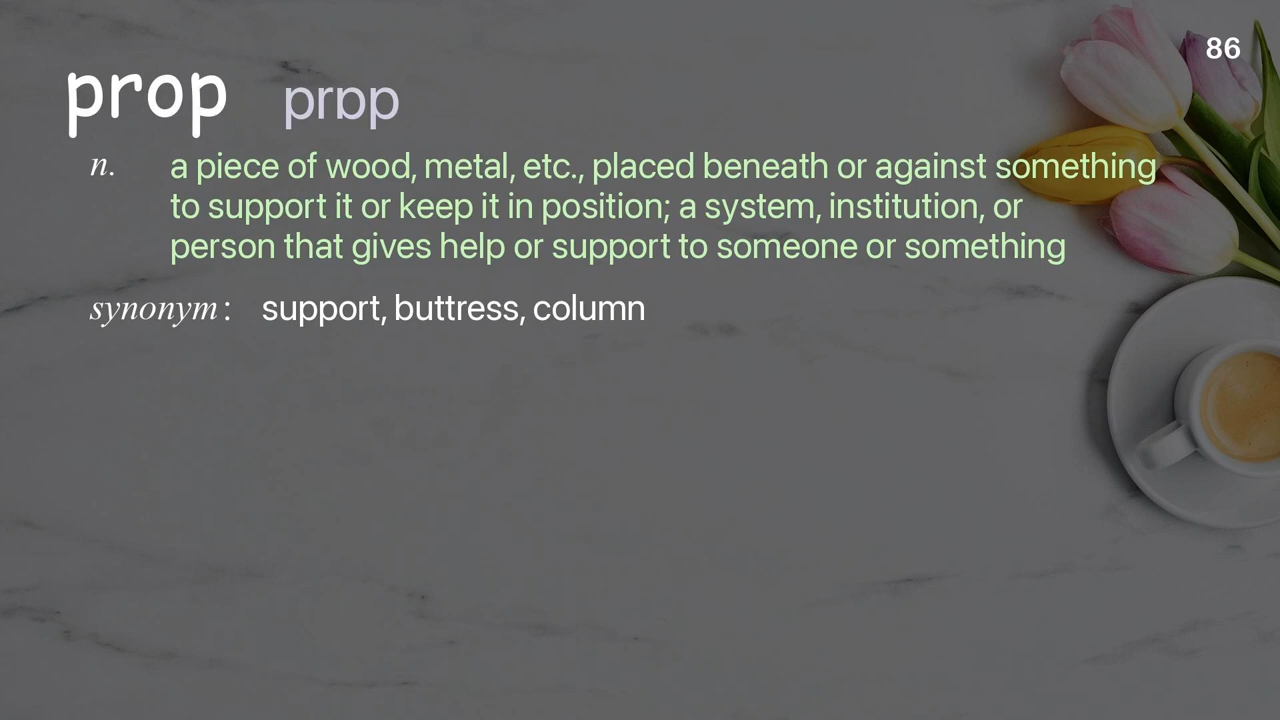 86
prop prɒp
n. a piece of wood, metal, etc., placed beneath or against something
to support it or keep it in position; a system, institution, or
person that gives help or support to someone or something
synonym: support, buttress, column